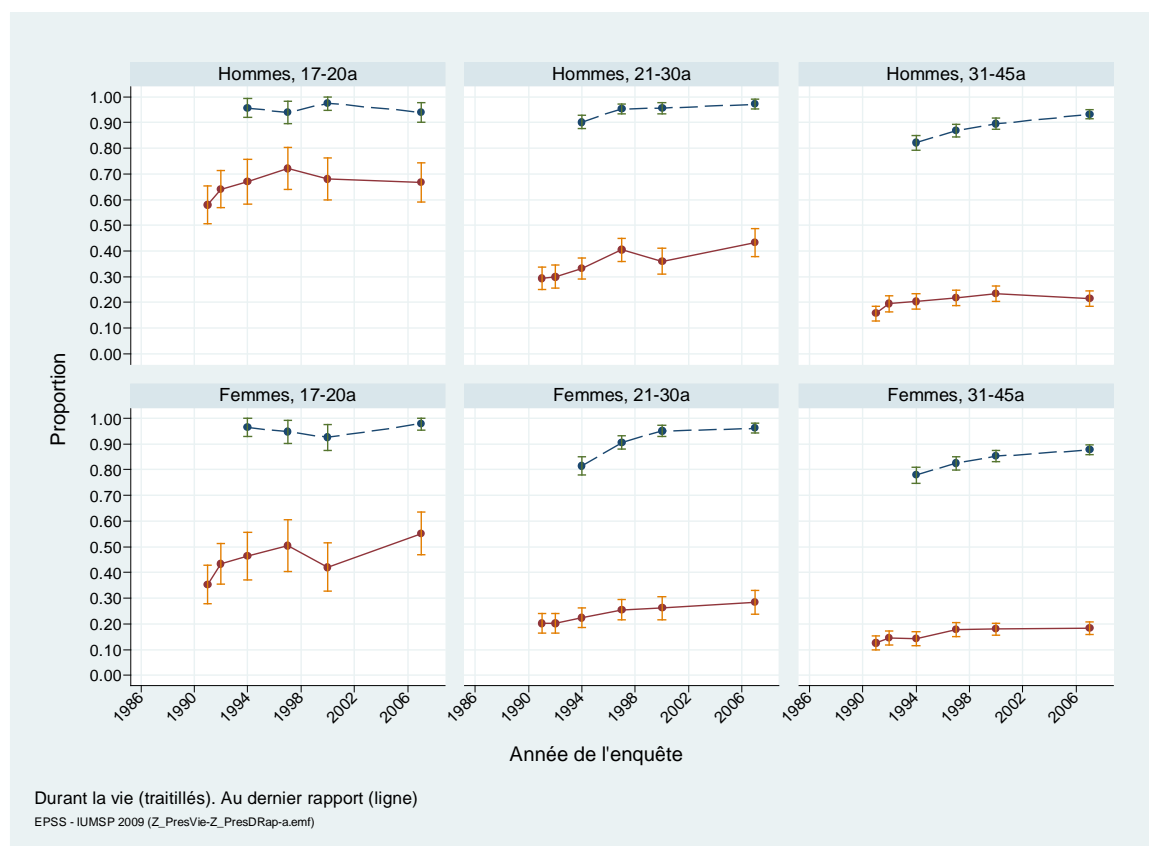 Hommes, 17-20a
Hommes, 21-30a
Hommes, 31-45a
1.00
0.90
0.80
0.70
0.60
0.50
0.40
0.30
0.20
0.10
0.00
Proportion
Femmes, 17-20a
Femmes, 21-30a
Femmes, 31-45a
1.00
0.90
0.80
0.70
0.60
0.50
0.40
0.30
0.20
0.10
0.00
1986 1990 1994 1998 2002 2006 1986 1990 1994 1998 2002 2006 1986 1990 1994 1998 2002 2006
Année de l'enquête
Durant la vie (traitillés). Au dernier rapport (ligne)
EPSS - IUMSP 2009 (Z_PresVie-Z_PresDRap-a.emf)